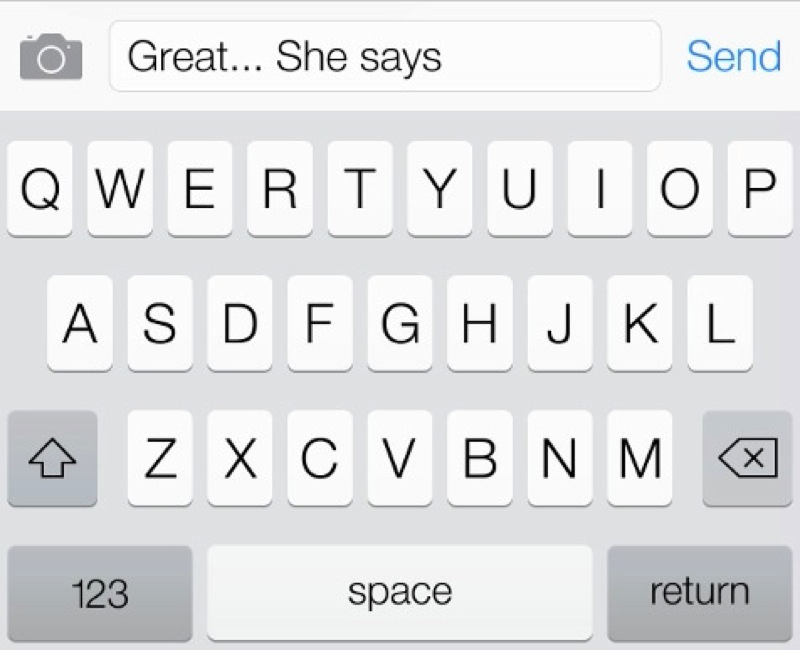 Great... She says Send
Q W E R T Y U I O P
A S D F G H J K L
Z X C V B N M
123 space return